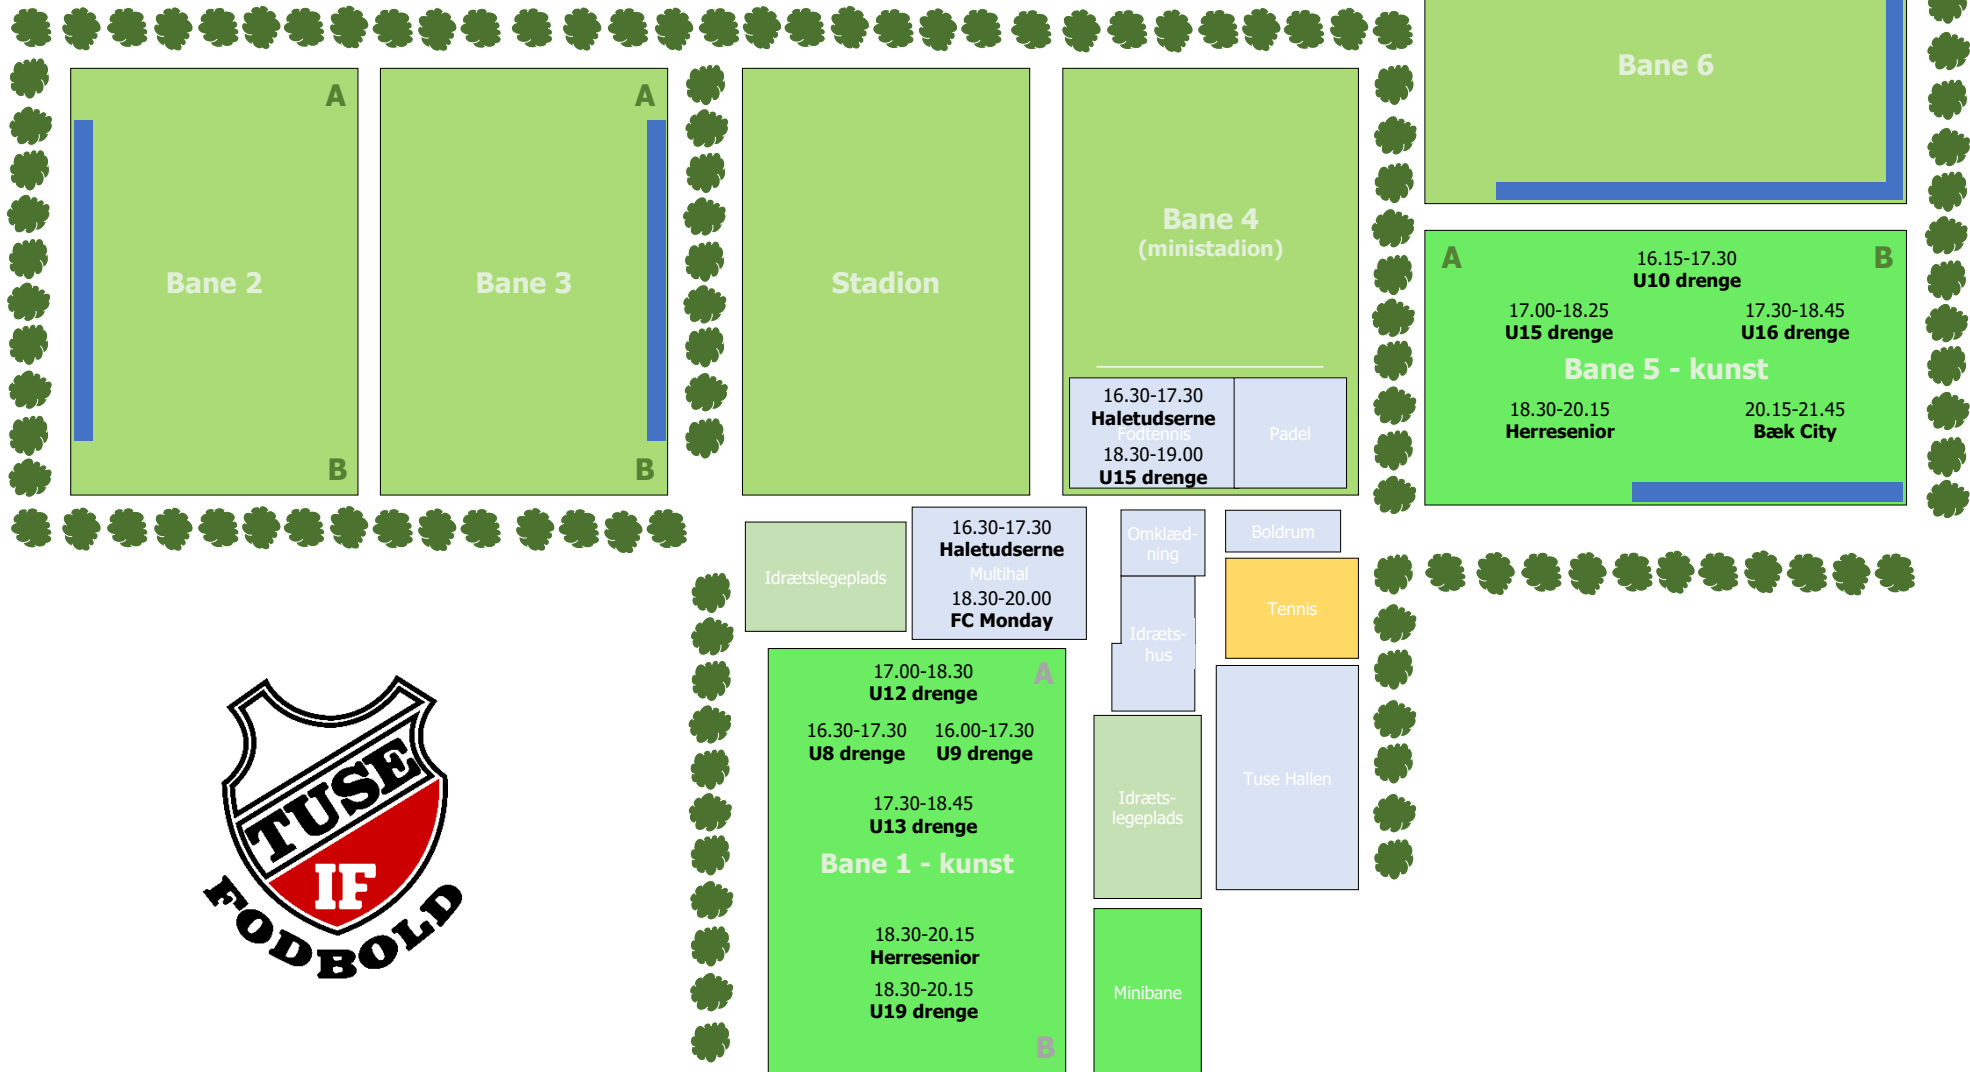 A
Bane 2
B
A
Bane 3
B
Stadion
Bane 4
(ministadion)
16.30-17.30
Haletudserne
Fodtennis
18.30-19.00
U15 drenge
Padel
Bane 6
A
B
16.15-17.30
U10 drenge
17.00-18.25
U15 drenge
17.30-18.45
U16 drenge
Bane 5 - kunst
18.30-20.15
Herresenior
20.15-21.45
Bæk City
Idrætslegeplads
16.30-17.30
Haletudserne
Multihal
18.30-20.00
FC Monday
Omklæd-
ning
Boldrum
Tennis
Idræts-
hus
Tuse Hallen
Idræts-
legeplads
Minibane
A
17.00-18.30
U12 drenge
16.30-17.30
U8 drenge
16.00-17.30
U9 drenge
17.30-18.45
U13 drenge
Bane 1 - kunst
18.30-20.15
Herresenior
18.30-20.15
U19 drenge
B
TUSE
IF
FODBOLD